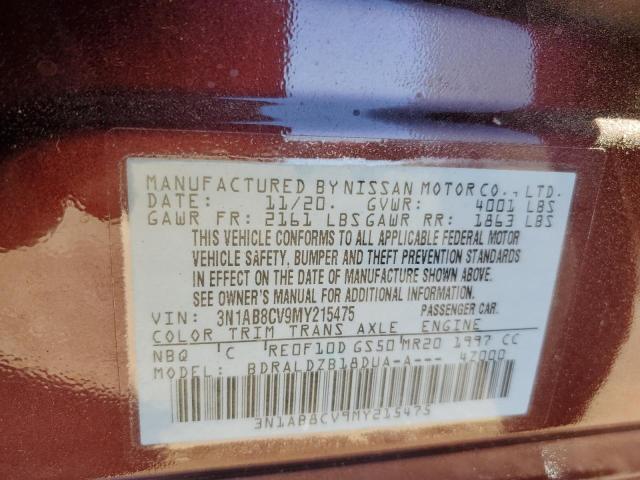 MANUFACTURED BY NISSAN MOTOR CO., LTD.
DATE: 11/20. GVWR: 4001 LBS
GAWR FR: 2161 LBS GAWR RR: 1863 LBS
THIS VEHICLE CONFORMS TO ALL APPLICABLE FEDERAL MOTOR
VEHICLE SAFETY, BUMPER AND THEFT PREVENTION STANDARDS
IN EFFECT ON THE DATE OF MANUFACTURE SHOWN ABOVE.
SEE OWNER'S MANUAL FOR ADDITIONAL INFORMATION.
VIN: 3N1AB8CV9MY215475 PASSENGER CAR.
COLOR TRIM TRANS AXLE ENGINE
NBQ C RE0F10D GS50 MR20 1997 CC
MODEL: BDRALDZB18DUA-A--- 4Z000
3N1AB8CV9MY215475